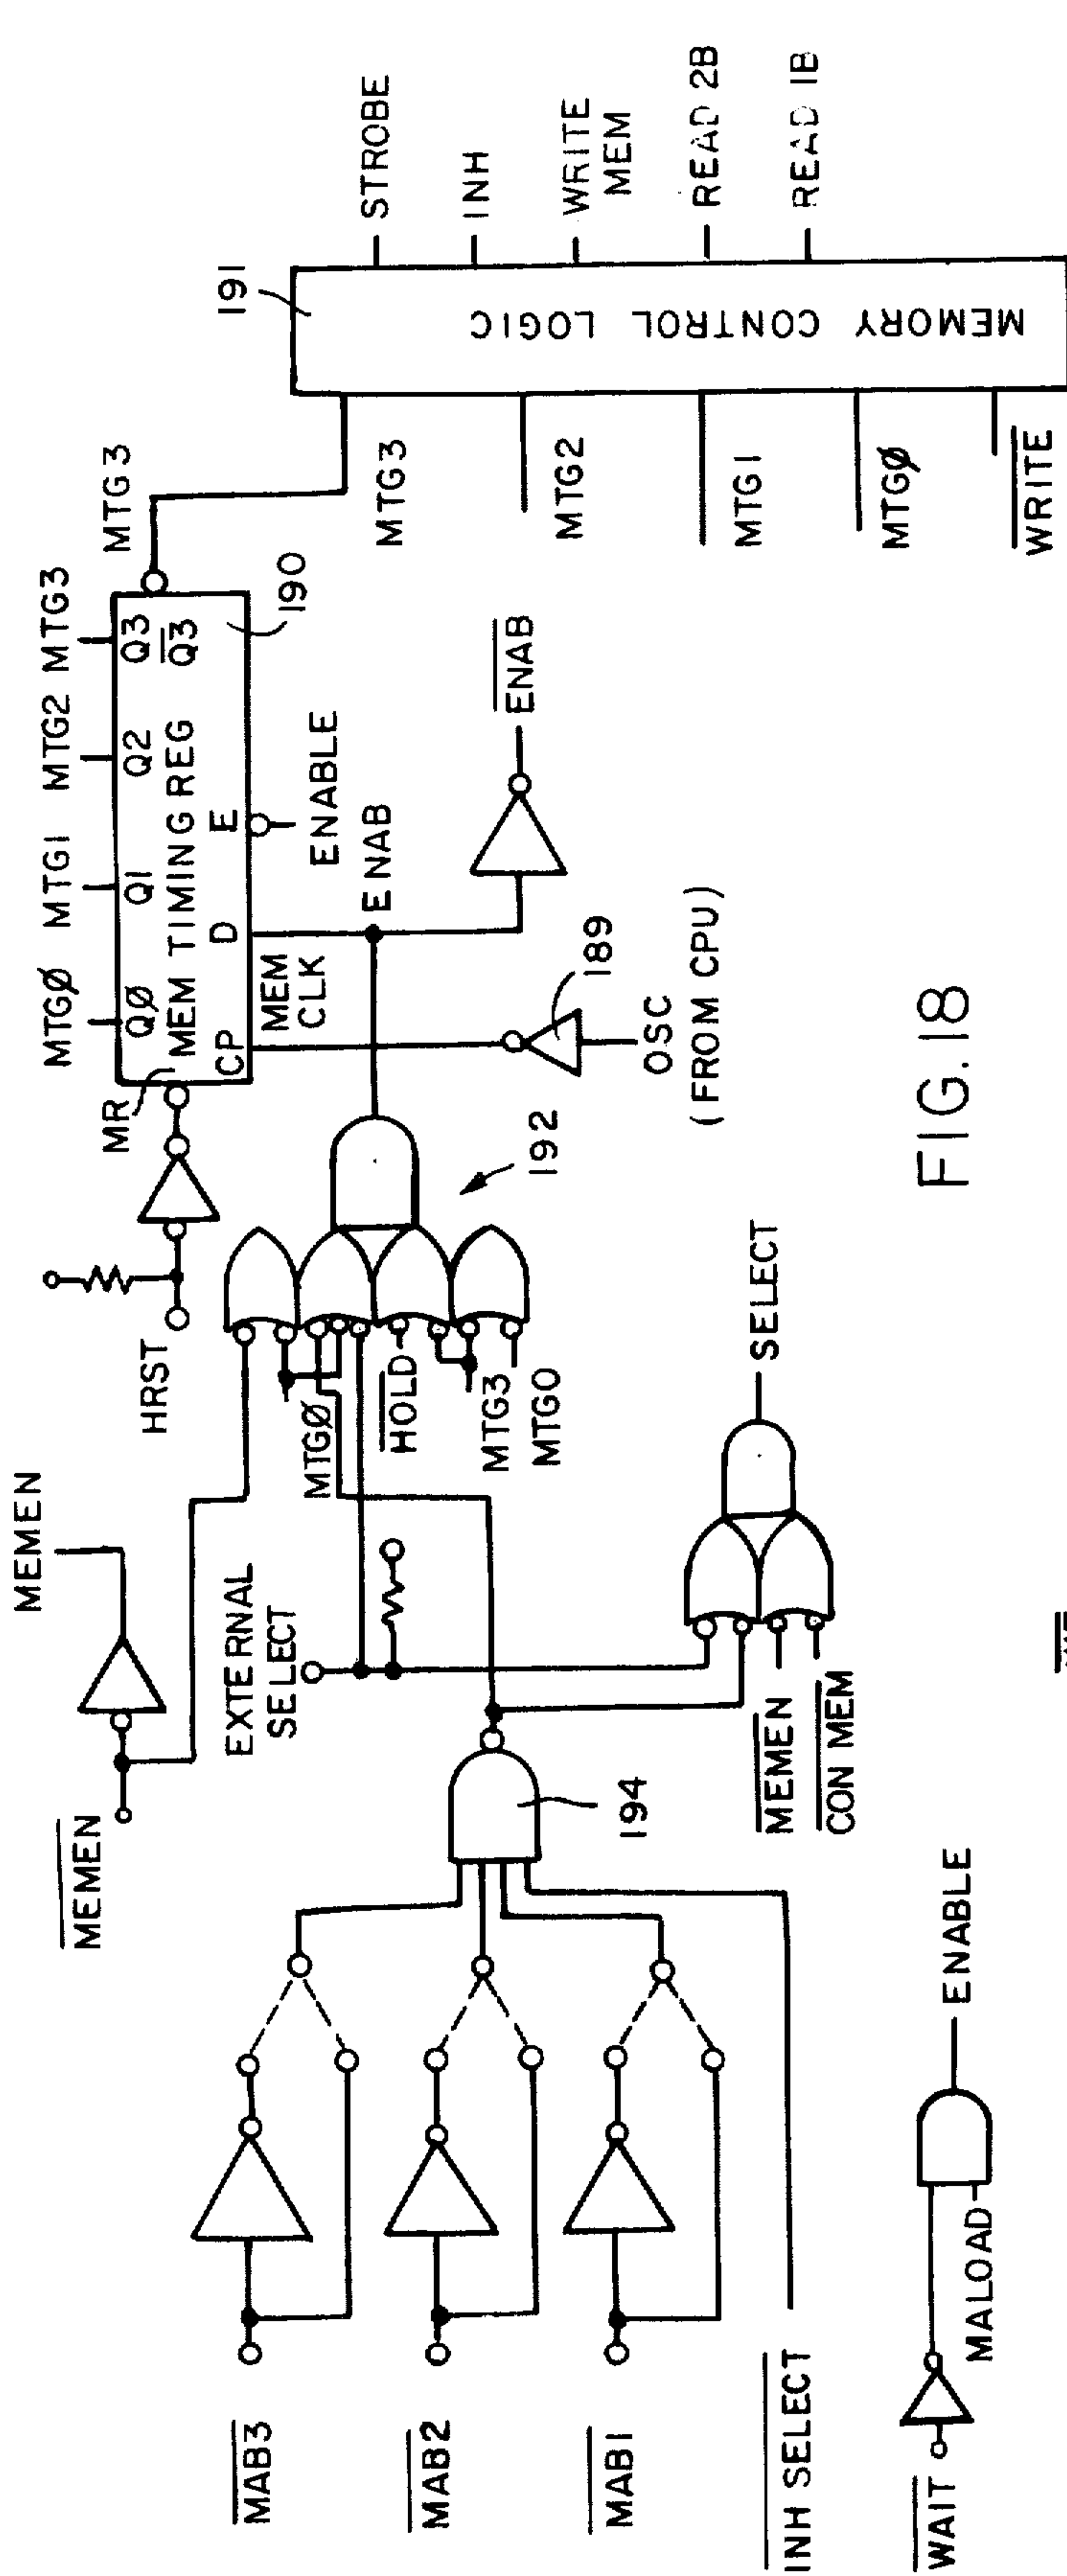 MEMEN
MEMEN
HRST
MR
MTGØ MTG1 MTG2 MTG3
QØ Q1 Q2 Q3
MEM TIMING REG Q3
CP D E
190
MTG3
MEM
CLK
ENABLE
ENAB
ENAB
189
OSC
(FROM CPU)
192
MTGØ
HOLD
MTG3
MTG0
EXTERNAL
SELECT
MAB3
MAB2
MAB1
INH SELECT
194
MEMEN
CON MEM
SELECT
WAIT
MALOAD
ENABLE
191
MTG3
MTG2
MTG1
MTGØ
WRITE
MEMORY CONTROL LOGIC
STROBE
INH
WRITE
MEM
READ 2B
READ 1B
FIG. 18